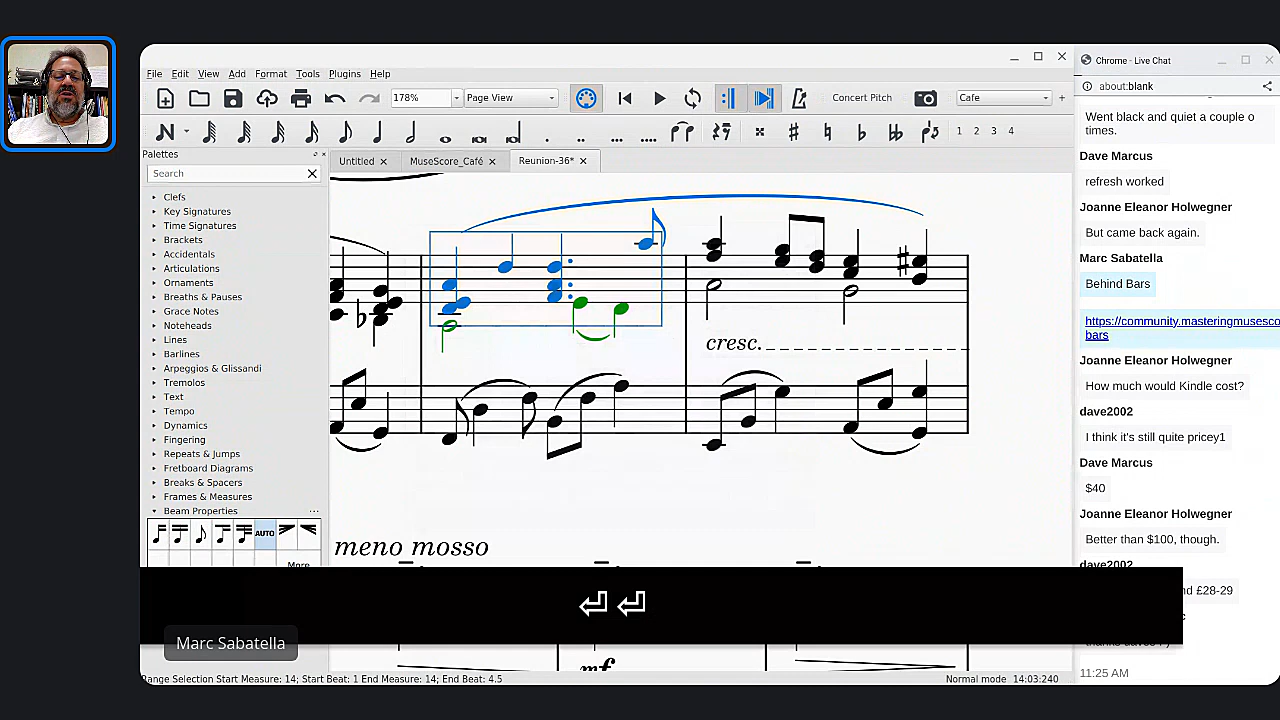 File Edit View Add Format Tools Plugins Help
178% Page View Concert Pitch Cafe +
1 2 3 4
Palettes
Untitled MuseScore_Café Reunion-36*
Search
Clefs
Key Signatures
Time Signatures
Brackets
Accidentals
Articulations
Ornaments
Breaths & Pauses
Grace Notes
Noteheads
Lines
Barlines
Arpeggios & Glissandi
Tremolos
Text
Tempo
Dynamics
Fingering
Repeats & Jumps
Fretboard Diagrams
Breaks & Spacers
Frames & Measures
Beam Properties
AUTO
More
cresc.
meno mosso
mf
Marc Sabatella
Range Selection Start Measure: 14; Start Beat: 1 End Measure: 14; End Beat: 4.5
Normal mode 14:03:240
Chrome - Live Chat
about:blank
Went black and quiet a couple o
times.
Dave Marcus
refresh worked
Joanne Eleanor Holwegner
But came back again.
Marc Sabatella
Behind Bars
https://community.masteringmusesco
bars
Joanne Eleanor Holwegner
How much would Kindle cost?
dave2002
I think it's still quite pricey1
Dave Marcus
$40
Joanne Eleanor Holwegner
Better than $100, though.
dave2002
£28-29
11:25 AM